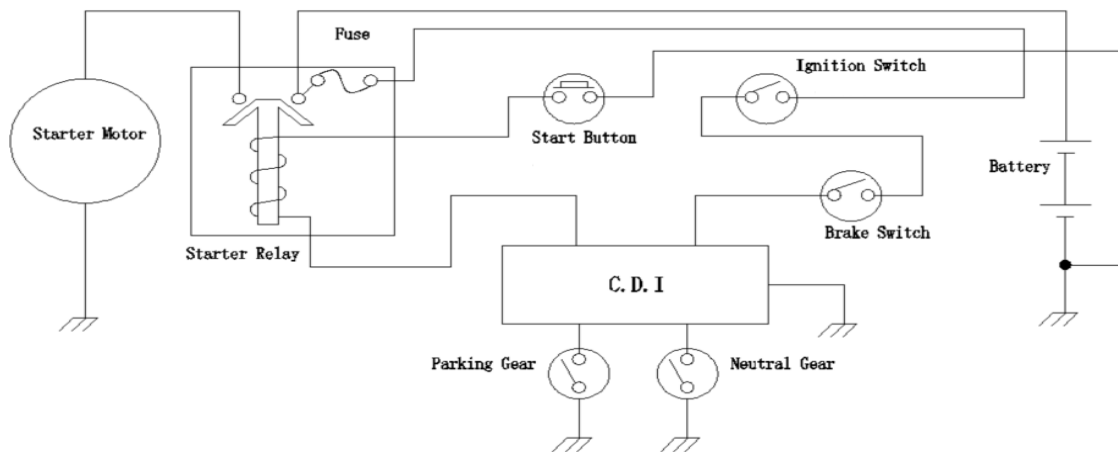 Fuse
Ignition Switch
Starter Motor
Start Button
Battery
Brake Switch
Starter Relay
C.D.I
Parking Gear
Neutral Gear